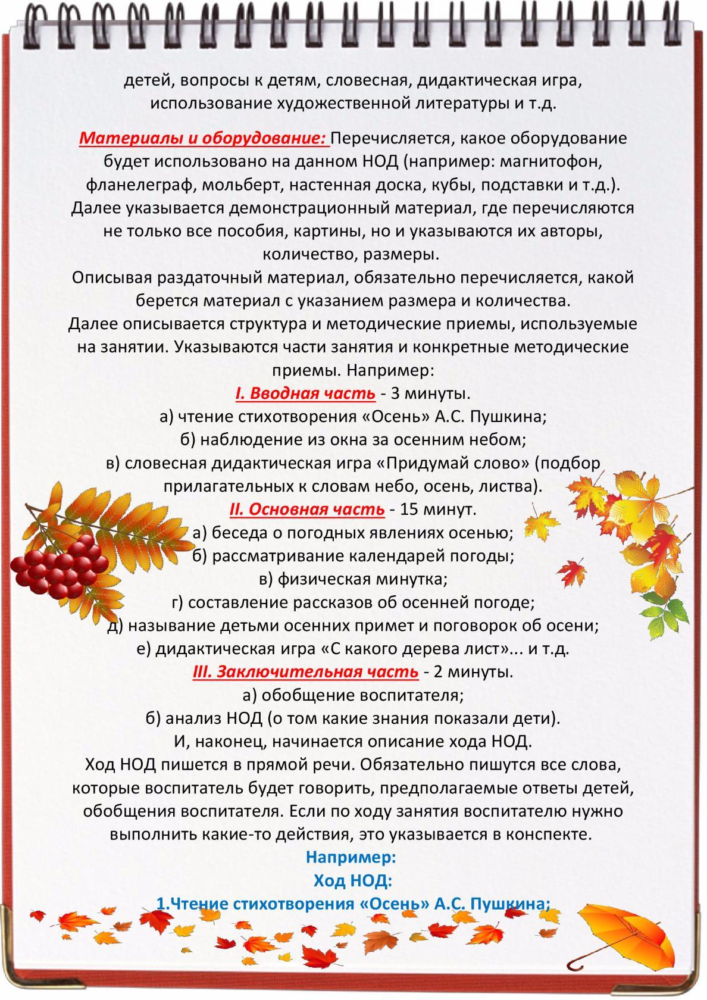 детей, вопросы к детям, словесная, дидактическая игра,
использование художественной литературы и т.д.
Материалы и оборудование: Перечисляется, какое оборудование
будет использовано на данном НОД (например: магнитофон,
фланелеграф, мольберт, настенная доска, кубы, подставки и т.д.).
Далее указывается демонстрационный материал, где перечисляются
не только все пособия, картины, но и указываются их авторы,
количество, размеры.
Описывая раздаточный материал, обязательно перечисляется, какой
берется материал с указанием размера и количества.
Далее описывается структура и методические приемы, используемые
на занятии. Указываются части занятия и конкретные методические
приемы. Например:
I. Вводная часть - 3 минуты.
а) чтение стихотворения «Осень» А.С. Пушкина;
б) наблюдение из окна за осенним небом;
в) словесная дидактическая игра «Придумай слово» (подбор
прилагательных к словам небо, осень, листва).
II. Основная часть - 15 минут.
а) беседа о погодных явлениях осенью;
б) рассматривание календарей погоды;
в) физическая минутка;
г) составление рассказов об осенней погоде;
д) называние детьми осенних примет и поговорок об осени;
е) дидактическая игра «С какого дерева лист»... и т.д.
III. Заключительная часть - 2 минуты.
а) обобщение воспитателя;
б) анализ НОД (о том какие знания показали дети).
И, наконец, начинается описание хода НОД.
Ход НОД пишется в прямой речи. Обязательно пишутся все слова,
которые воспитатель будет говорить, предполагаемые ответы детей,
обобщения воспитателя. Если по ходу занятия воспитателю нужно
выполнить какие-то действия, это указывается в конспекте.
Например:
Ход НОД:
1.Чтение стихотворения «Осень» А.С. Пушкина;